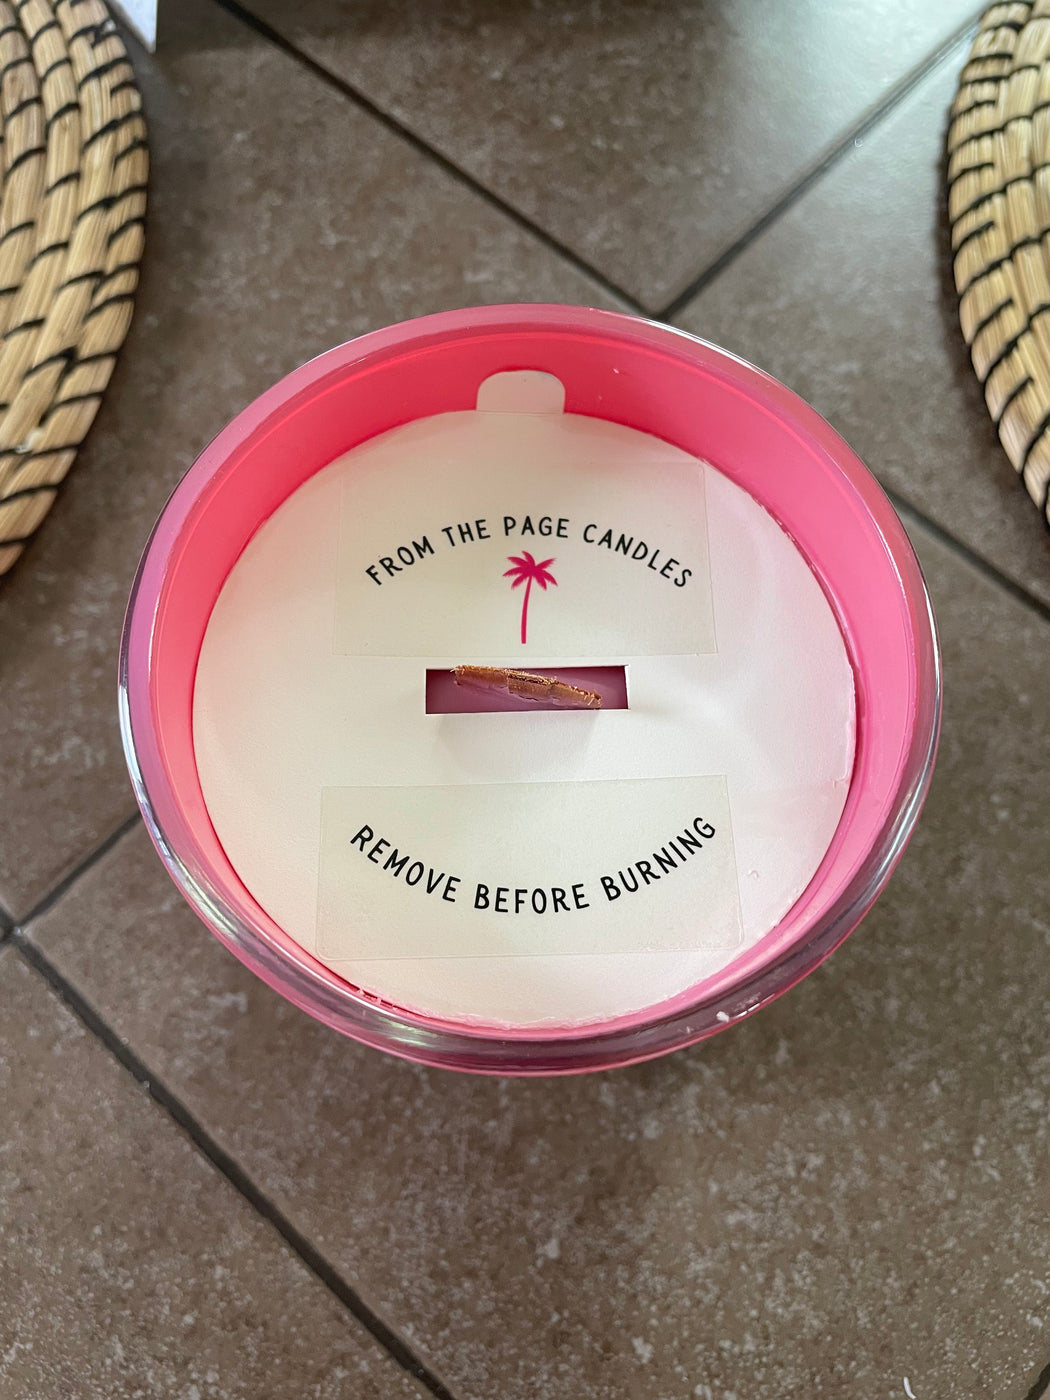 FROM THE PAGE CANDLES
REMOVE BEFORE BURNING